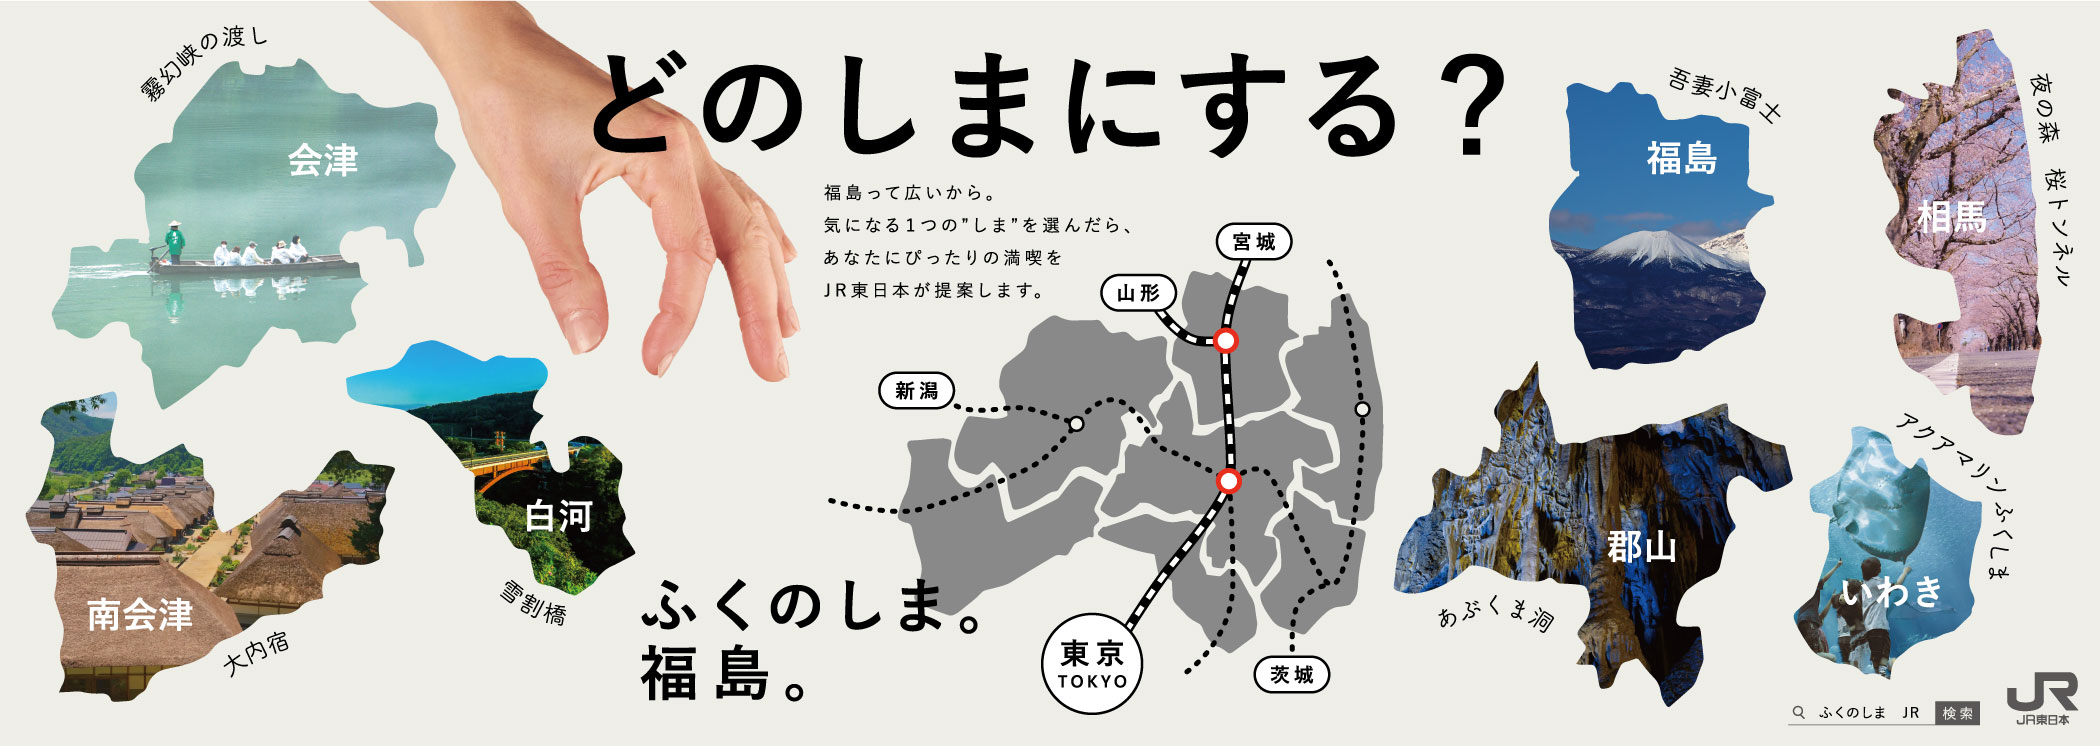 どのしまにする？
福島って広いから。
気になる1つの”しま”を選んだら、
あなたにぴったりの満喫を
JR東日本が提案します。
霧幻峡の渡し
会津
南会津
大内宿
白河
雪割橋
ふくのしま。
福島。
宮城
山形
新潟
東京
TOKYO
茨城
吾妻小富士
福島
相馬
夜の森 桜トンネル
郡山
あぶくま洞
アクアマリンふくしま
いわき
ふくのしま JR 検索
JR
JR東日本